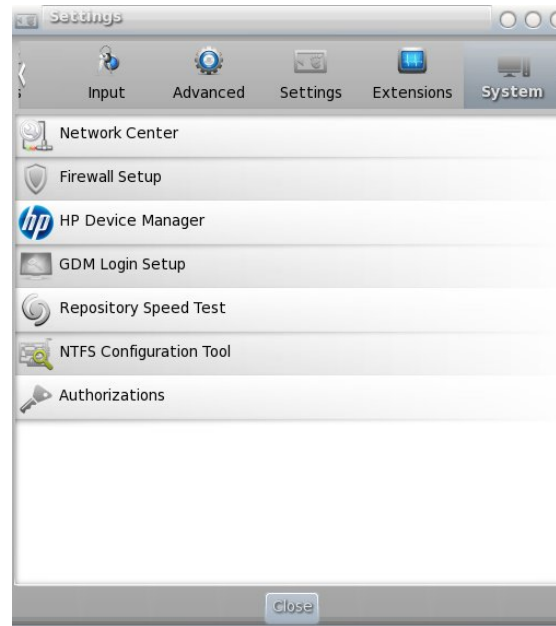 Settings
s Input Advanced Settings Extensions System
Network Center
Firewall Setup
hp HP Device Manager
GDM Login Setup
Repository Speed Test
NTFS Configuration Tool
Authorizations
Close